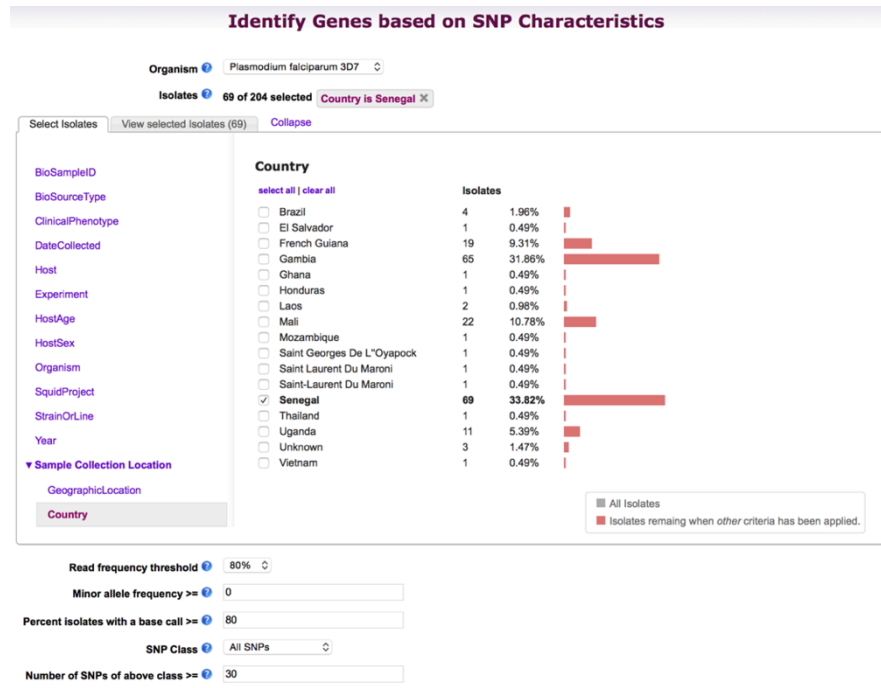 Identify Genes based on SNP Characteristics
Organism ? Plasmodium falciparum 3D7
Isolates ? 69 of 204 selected Country is Senegal ✖
Select Isolates View selected Isolates (69) Collapse
BioSampleID
BioSourceType
ClinicalPhenotype
DateCollected
Host
Experiment
HostAge
HostSex
Organism
SquidProject
StrainOrLine
Year
▼ Sample Collection Location
GeographicLocation
Country
Country
select all | clear all Isolates
Brazil 4 1.96%
El Salvador 1 0.49%
French Guiana 19 9.31%
Gambia 65 31.86%
Ghana 1 0.49%
Honduras 1 0.49%
Laos 2 0.98%
Mali 22 10.78%
Mozambique 1 0.49%
Saint Georges De L"Oyapock 1 0.49%
Saint Laurent Du Maroni 1 0.49%
Saint-Laurent Du Maroni 1 0.49%
Senegal 69 33.82%
Thailand 1 0.49%
Uganda 11 5.39%
Unknown 3 1.47%
Vietnam 1 0.49%
All Isolates
Isolates remaing when other criteria has been applied.
Read frequency threshold ? 80%
Minor allele frequency >= ? 0
Percent isolates with a base call >= ? 80
SNP Class ? All SNPs
Number of SNPs of above class >= ? 30